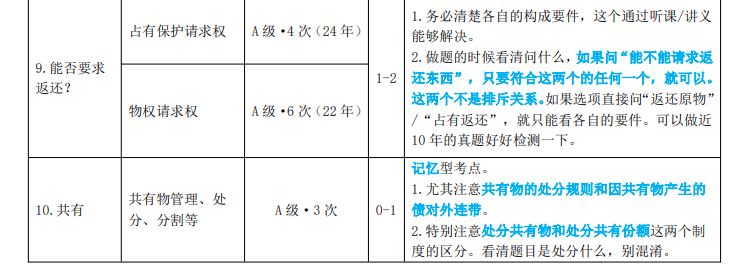 占有保护请求权
A 级·4 次（24 年）
1.务必清楚各自的构成要件，这个通过听课/讲义
能够解决。
2.做题的时候看清问什么，如果问“能不能请求返
还东西”，只要符合这两个的任何一个，就可以。
这两个不是排斥关系。如果选项直接问“返还原物”
/“占有返还”，就只能看各自的要件。可以做近
10 年的真题好好检测一下。
9.能否要求
返还？
1-2
物权请求权
A 级·6 次（22 年）
10.共有
共有物管理、处
分、分割等
A 级·3 次
0-1
记忆型考点。
1.尤其注意共有物的处分规则和因共有物产生的
债对外连带。
2.特别注意处分共有物和处分共有份额这两个制
度的区分。看清题目是处分什么，别混淆。